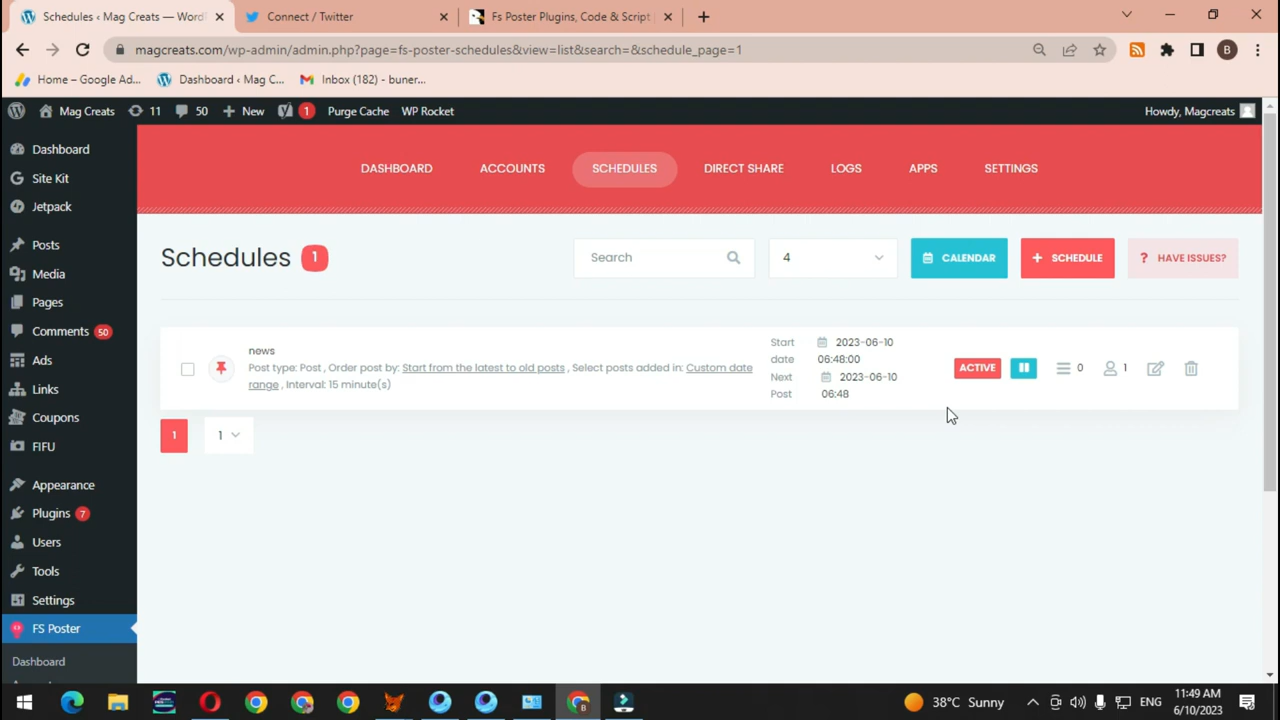 Schedules ‹ Mag Creats — WordP
Connect / Twitter
Fs Poster Plugins, Code & Script
magcreats.com/wp-admin/admin.php?page=fs-poster-schedules&view=list&search=&schedule_page=1
B
Home – Google Ad...
Dashboard ‹ Mag C...
Inbox (182) - buner...
Mag Creats
11
50
New
1
Purge Cache
WP Rocket
Howdy, Magcreats
Dashboard
Site Kit
Jetpack
Posts
Media
Pages
Comments 50
Ads
Links
Coupons
FIFU
Appearance
Plugins 7
Users
Tools
Settings
FS Poster
Dashboard
DASHBOARD
ACCOUNTS
SCHEDULES
DIRECT SHARE
LOGS
APPS
SETTINGS
Schedules 1
Search
4
CALENDAR
SCHEDULE
? HAVE ISSUES?
news
Post type: Post , Order post by: Start from the latest to old posts , Select posts added in: Custom date
range , Interval: 15 minute(s)
Start 2023-06-10
date 06:48:00
Next 2023-06-10
Post 06:48
ACTIVE
0
1
1
1
38°C Sunny
ENG
11:49 AM
6/10/2023